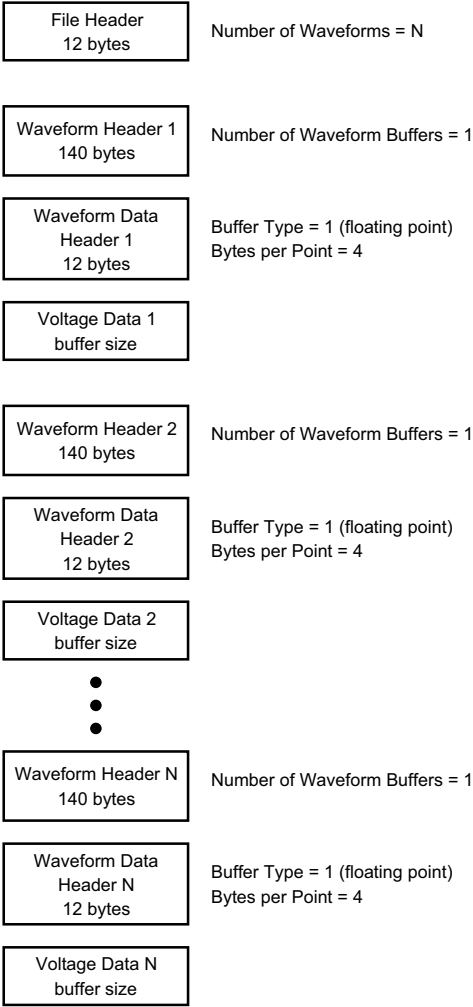 File Header
12 bytes
Number of Waveforms = N
Waveform Header 1
140 bytes
Number of Waveform Buffers = 1
Waveform Data
Header 1
12 bytes
Buffer Type = 1 (floating point)
Bytes per Point = 4
Voltage Data 1
buffer size
Waveform Header 2
140 bytes
Number of Waveform Buffers = 1
Waveform Data
Header 2
12 bytes
Buffer Type = 1 (floating point)
Bytes per Point = 4
Voltage Data 2
buffer size
Waveform Header N
140 bytes
Number of Waveform Buffers = 1
Waveform Data
Header N
12 bytes
Buffer Type = 1 (floating point)
Bytes per Point = 4
Voltage Data N
buffer size